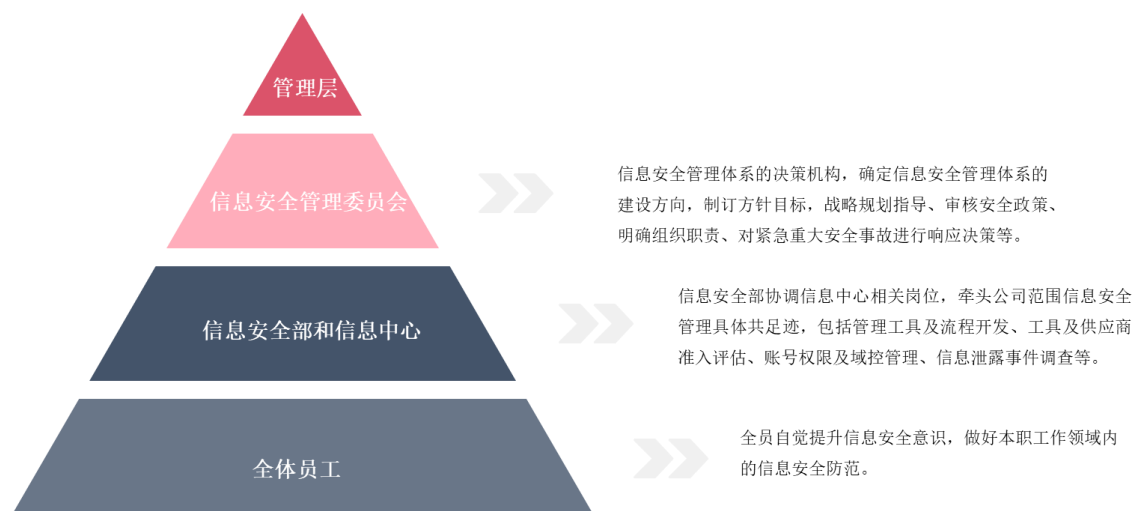 管理层
信息安全管理委员会
信息安全管理体系的决策机构，确定信息安全管理体系的
建设方向，制订方针目标，战略规划指导、审核安全政策、
明确组织职责、对紧急重大安全事故进行响应决策等。
信息安全部和信息中心
信息安全部协调信息中心相关岗位，牵头公司范围信息安全
管理具体共足迹，包括管理工具及流程开发、工具及供应商
准入评估、账号权限及域控管理、信息泄露事件调查等。
全体员工
全员自觉提升信息安全意识，做好本职工作领域内
的信息安全防范。